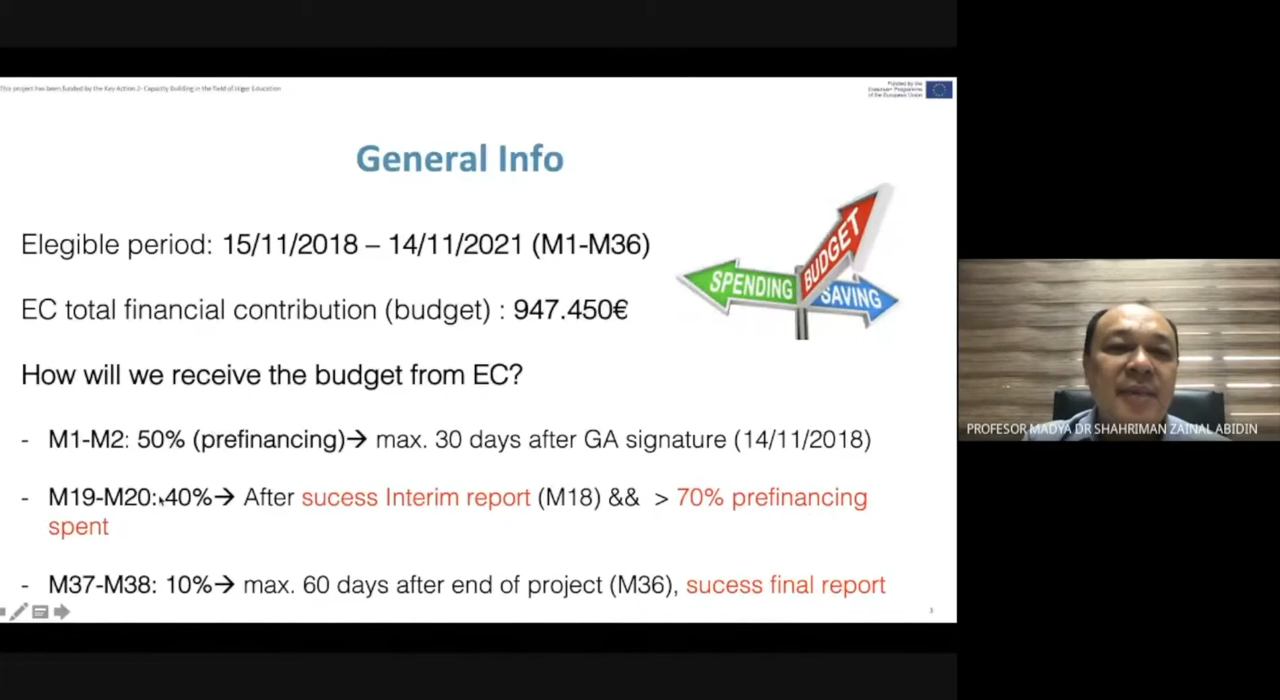 This project has been funded by the Key Action 2- Capacity Building in the field of Higer Education
Funded by the
Erasmus+ Programme
of the European Union
General Info
Elegible period: 15/11/2018 – 14/11/2021 (M1-M36)
SPENDING
BUDGET
SAVING
EC total financial contribution (budget) : 947.450€
How will we receive the budget from EC?
- M1-M2: 50% (prefinancing)→ max. 30 days after GA signature (14/11/2018)
- M19-M20: 40%→ After sucess Interim report (M18) && > 70% prefinancing
spent
- M37-M38: 10%→ max. 60 days after end of project (M36), sucess final report
3
PROFESOR MADYA DR SHAHRIMAN ZAINAL ABIDIN